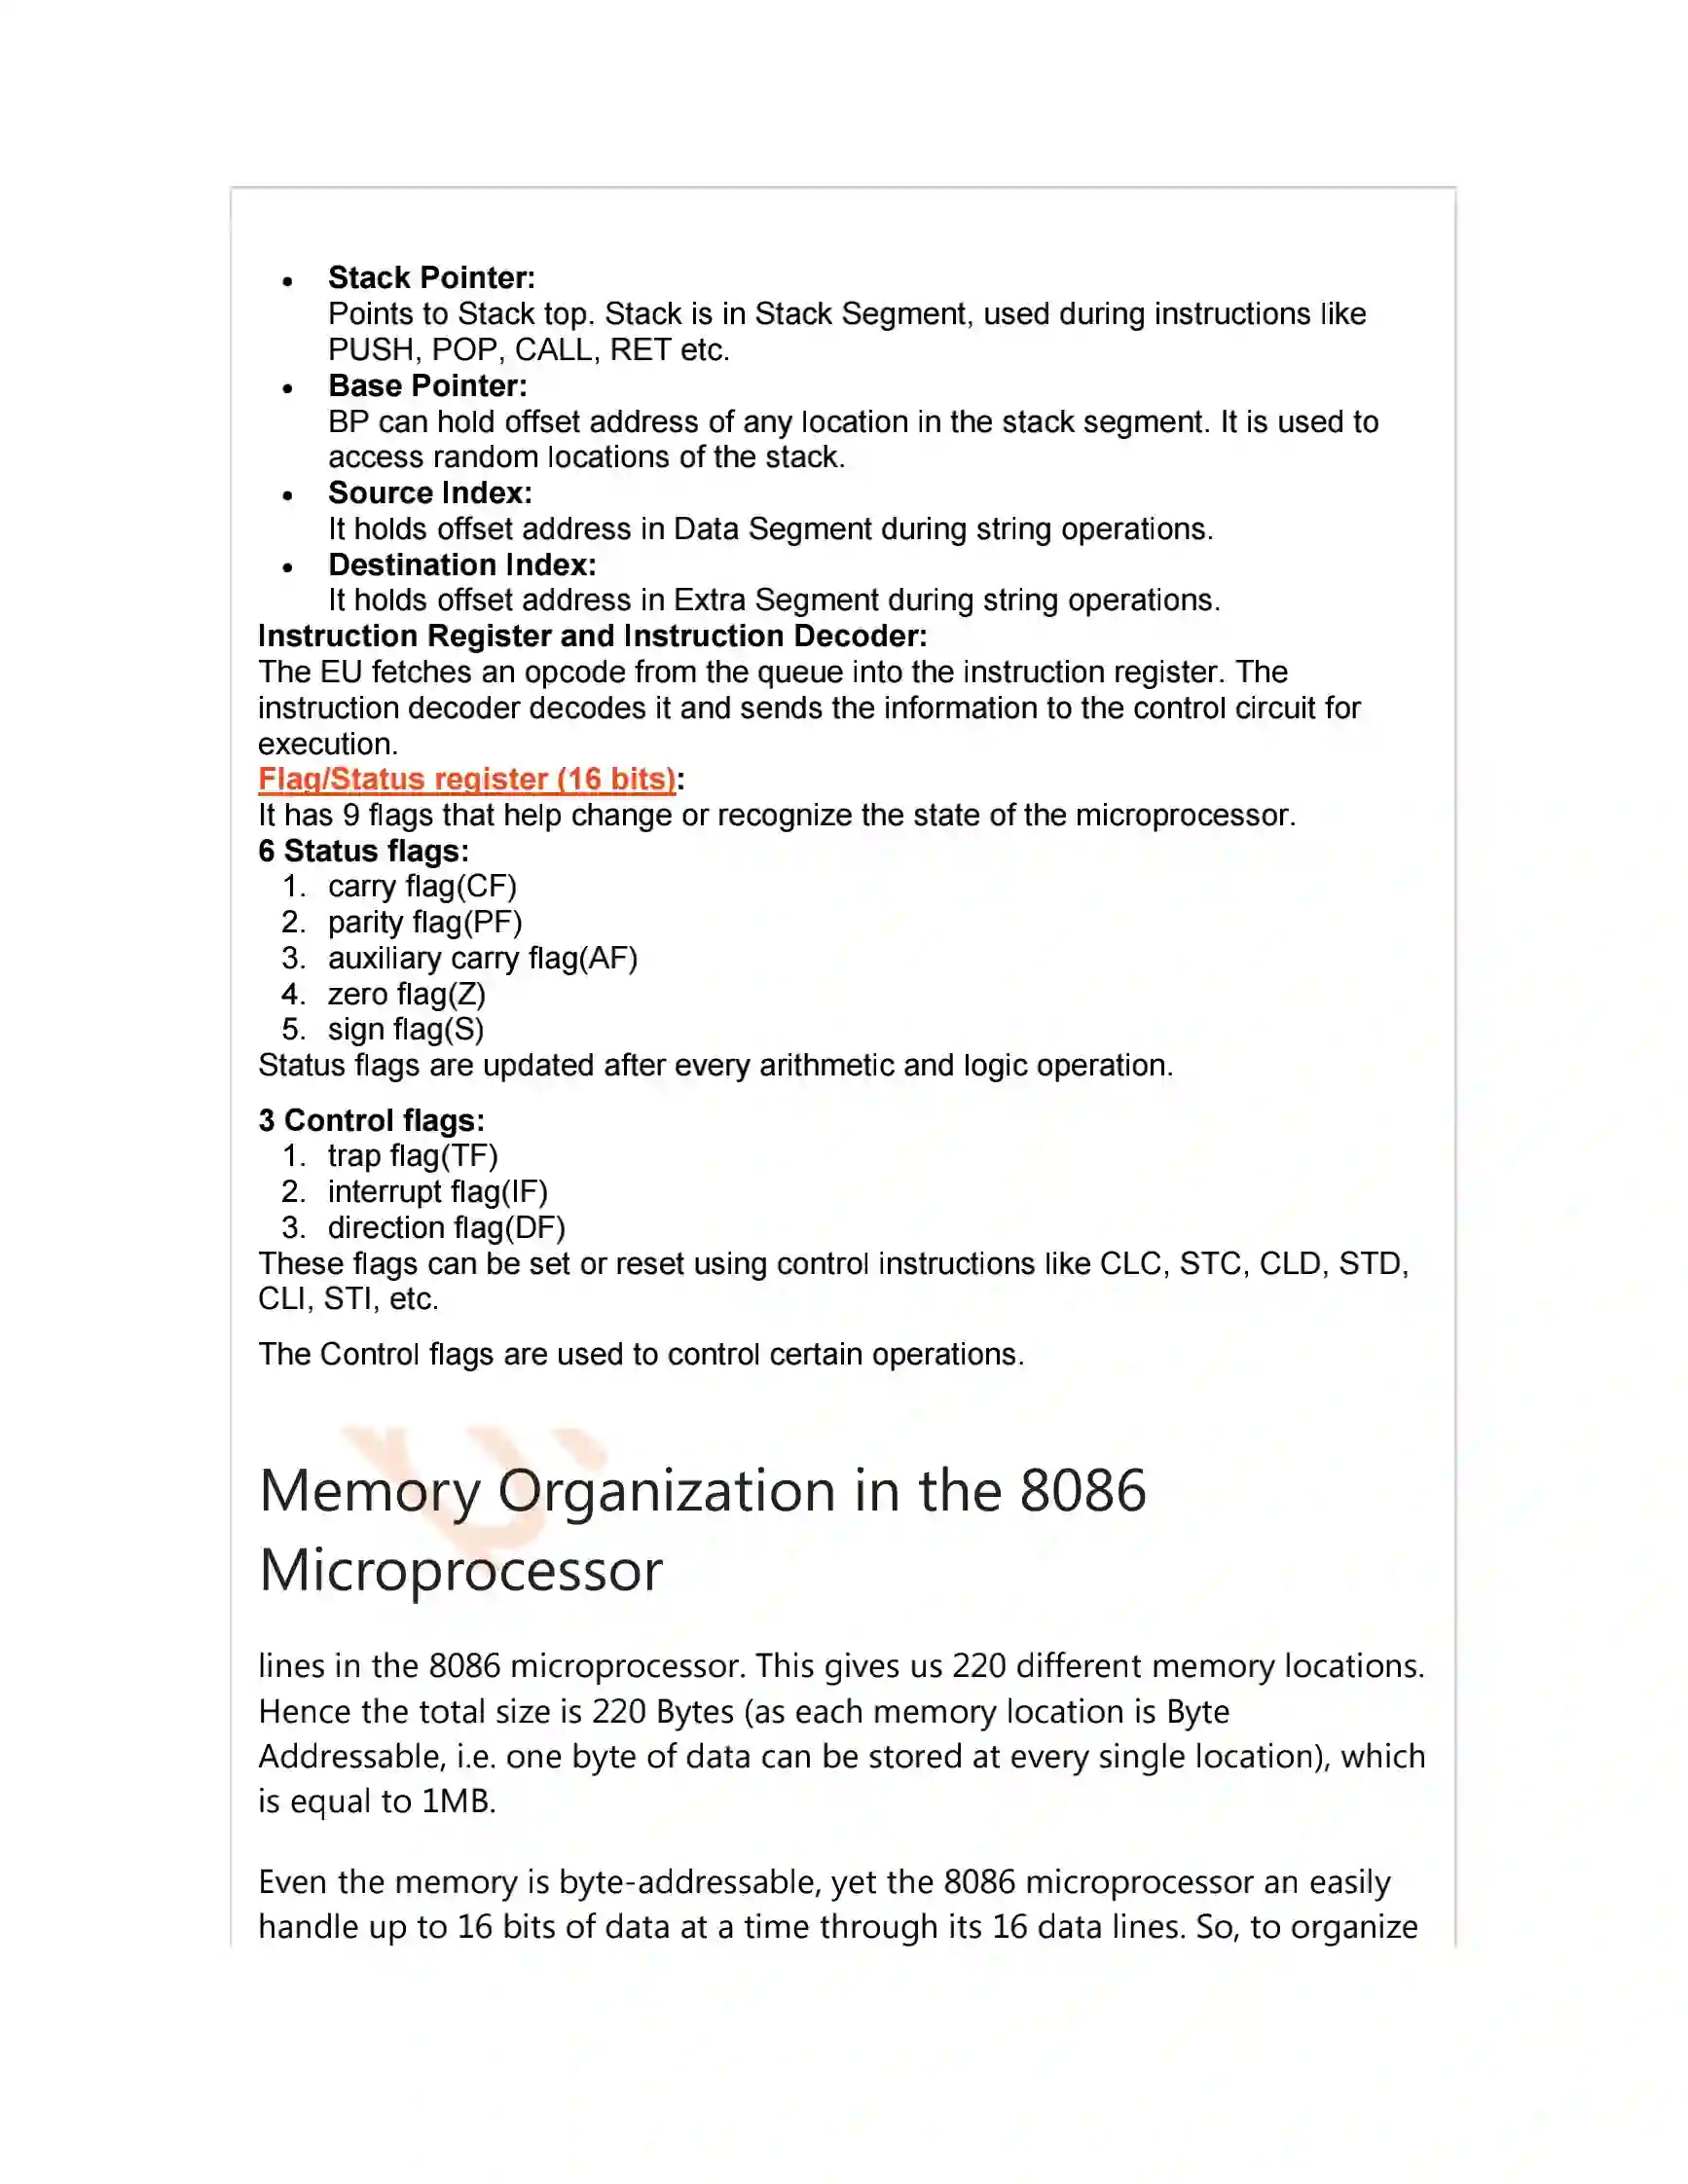 • Stack Pointer:
Points to Stack top. Stack is in Stack Segment, used during instructions like
PUSH, POP, CALL, RET etc.
• Base Pointer:
BP can hold offset address of any location in the stack segment. It is used to
access random locations of the stack.
• Source Index:
It holds offset address in Data Segment during string operations.
• Destination Index:
It holds offset address in Extra Segment during string operations.
Instruction Register and Instruction Decoder:
The EU fetches an opcode from the queue into the instruction register. The
instruction decoder decodes it and sends the information to the control circuit for
execution.
Flag/Status register (16 bits):
It has 9 flags that help change or recognize the state of the microprocessor.
6 Status flags:
1. carry flag(CF)
2. parity flag(PF)
3. auxiliary carry flag(AF)
4. zero flag(Z)
5. sign flag(S)
Status flags are updated after every arithmetic and logic operation.
3 Control flags:
1. trap flag(TF)
2. interrupt flag(IF)
3. direction flag(DF)
These flags can be set or reset using control instructions like CLC, STC, CLD, STD,
CLI, STI, etc.
The Control flags are used to control certain operations.
Memory Organization in the 8086
Microprocessor
lines in the 8086 microprocessor. This gives us 220 different memory locations.
Hence the total size is 220 Bytes (as each memory location is Byte
Addressable, i.e. one byte of data can be stored at every single location), which
is equal to 1MB.
Even the memory is byte-addressable, yet the 8086 microprocessor an easily
handle up to 16 bits of data at a time through its 16 data lines. So, to organize